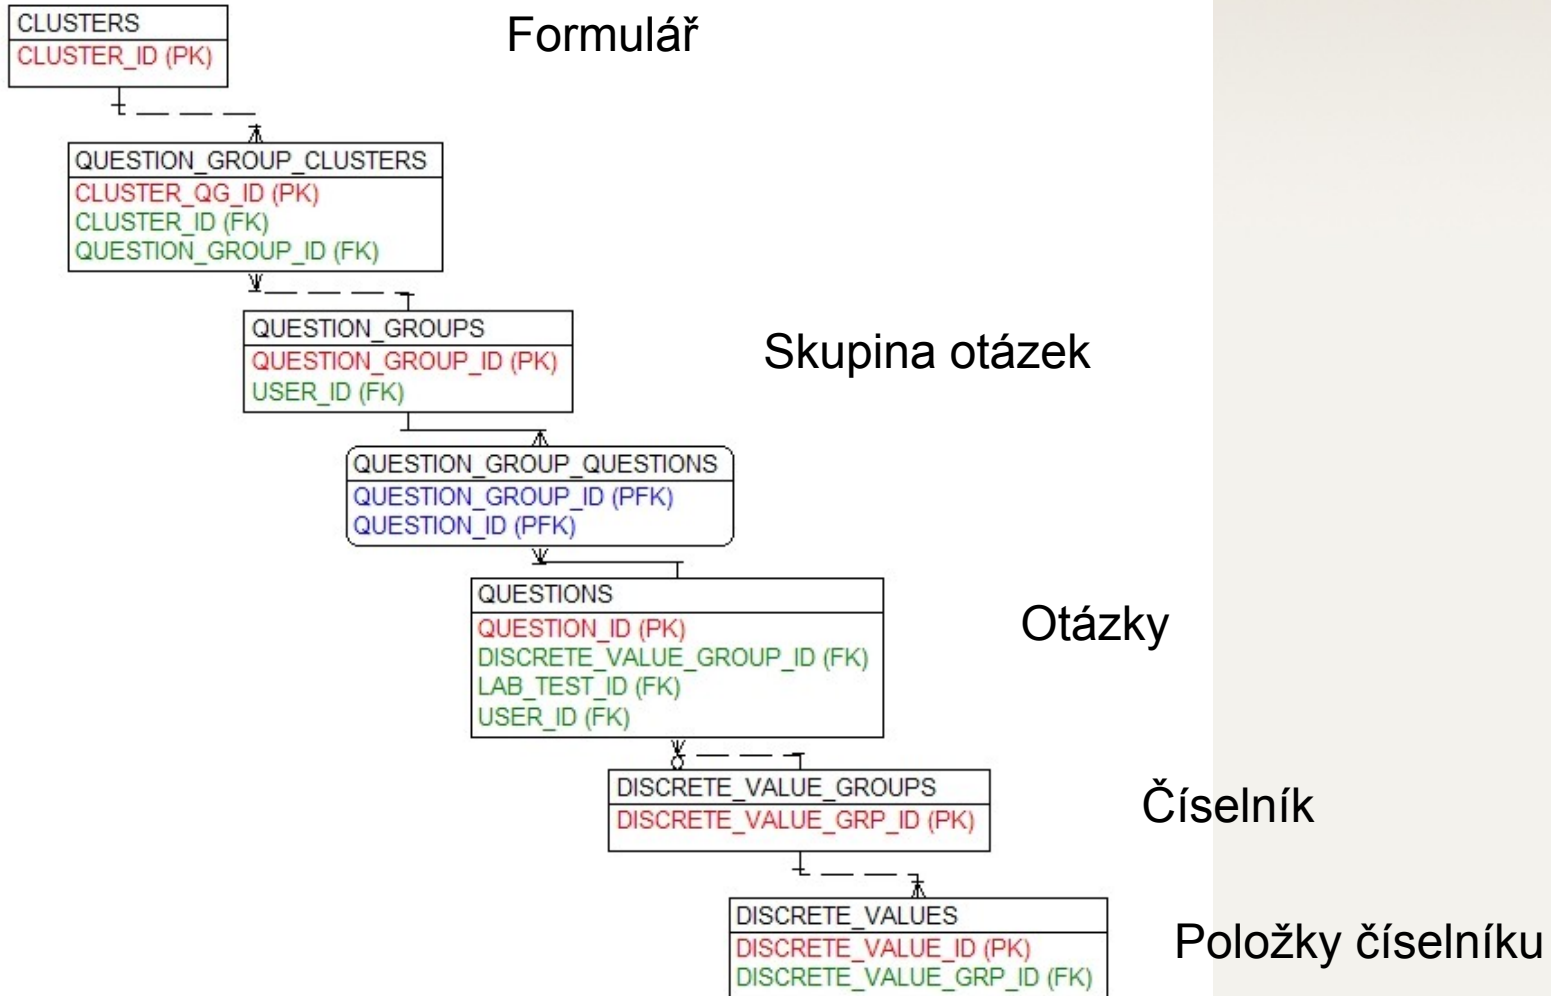 CLUSTERS
CLUSTER_ID (PK)
Formulář
QUESTION_GROUP_CLUSTERS
CLUSTER_QG_ID (PK)
CLUSTER_ID (FK)
QUESTION_GROUP_ID (FK)
QUESTION_GROUPS
QUESTION_GROUP_ID (PK)
USER_ID (FK)
Skupina otázek
QUESTION_GROUP_QUESTIONS
QUESTION_GROUP_ID (PFK)
QUESTION_ID (PFK)
QUESTIONS
QUESTION_ID (PK)
DISCRETE_VALUE_GROUP_ID (FK)
LAB_TEST_ID (FK)
USER_ID (FK)
Otázky
DISCRETE_VALUE_GROUPS
DISCRETE_VALUE_GRP_ID (PK)
Číselník
DISCRETE_VALUES
DISCRETE_VALUE_ID (PK)
DISCRETE_VALUE_GRP_ID (FK)
Položky číselníku